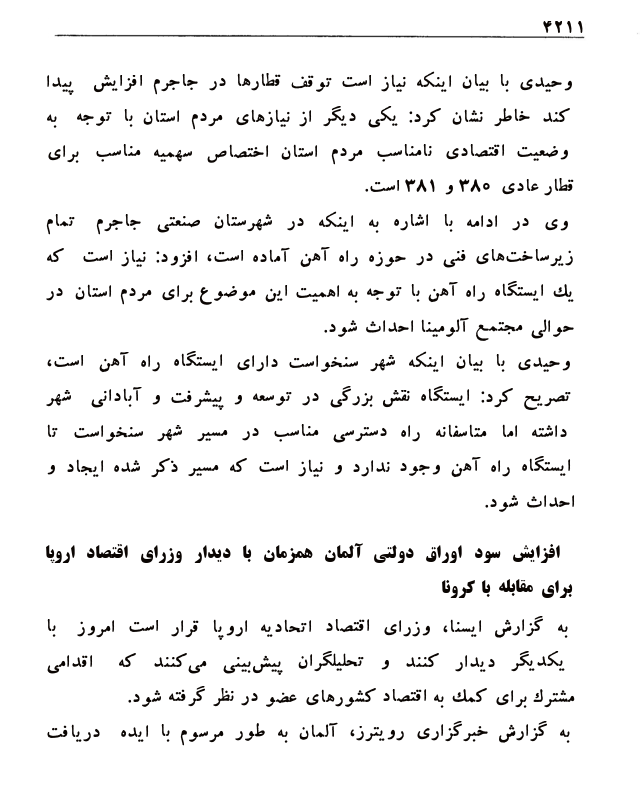 ۴۲۱۱
وحیدی با بیان اینکه نیاز است توقف قطارها در جاجرم افزایش پیدا
کند خاطر نشان کرد: یکی دیگر از نیازهای مردم استان با توجه به
وضعیت اقتصادی نامناسب مردم استان اختصاص سهمیه مناسب برای
قطار عادی ۳۸۰ و ۳۸۱ است.
وی در ادامه با اشاره به اینکه در شهرستان صنعتی جاجرم تمام
زیرساخت‌های فنی در حوزه راه آهن آماده است، افزود: نیاز است که
یك ایستگاه راه آهن با توجه به اهمیت این موضوع برای مردم استان در
حوالی مجتمع آلومینا احداث شود.
وحیدی با بیان اینکه شهر سنخواست دارای ایستگاه راه آهن است،
تصریح کرد: ایستگاه نقش بزرگی در توسعه و پیشرفت و آبادانی شهر
داشته اما متاسفانه راه دسترسی مناسب در مسیر شهر سنخواست تا
ایستگاه راه آهن وجود ندارد و نیاز است که مسیر ذکر شده ایجاد و
احداث شود.
افزایش سود اوراق دولتی آلمان همزمان با دیدار وزرای اقتصاد اروپا
برای مقابله با کرونا
به گزارش ایسنا، وزرای اقتصاد اتحادیه اروپا قرار است امروز با
یکدیگر دیدار کنند و تحلیلگران پیش‌بینی می‌کنند که اقدامی
مشترك برای کمك به اقتصاد کشورهای عضو در نظر گرفته شود.
به گزارش خبرگزاری رویترز، آلمان به طور مرسوم با ایده دریافت